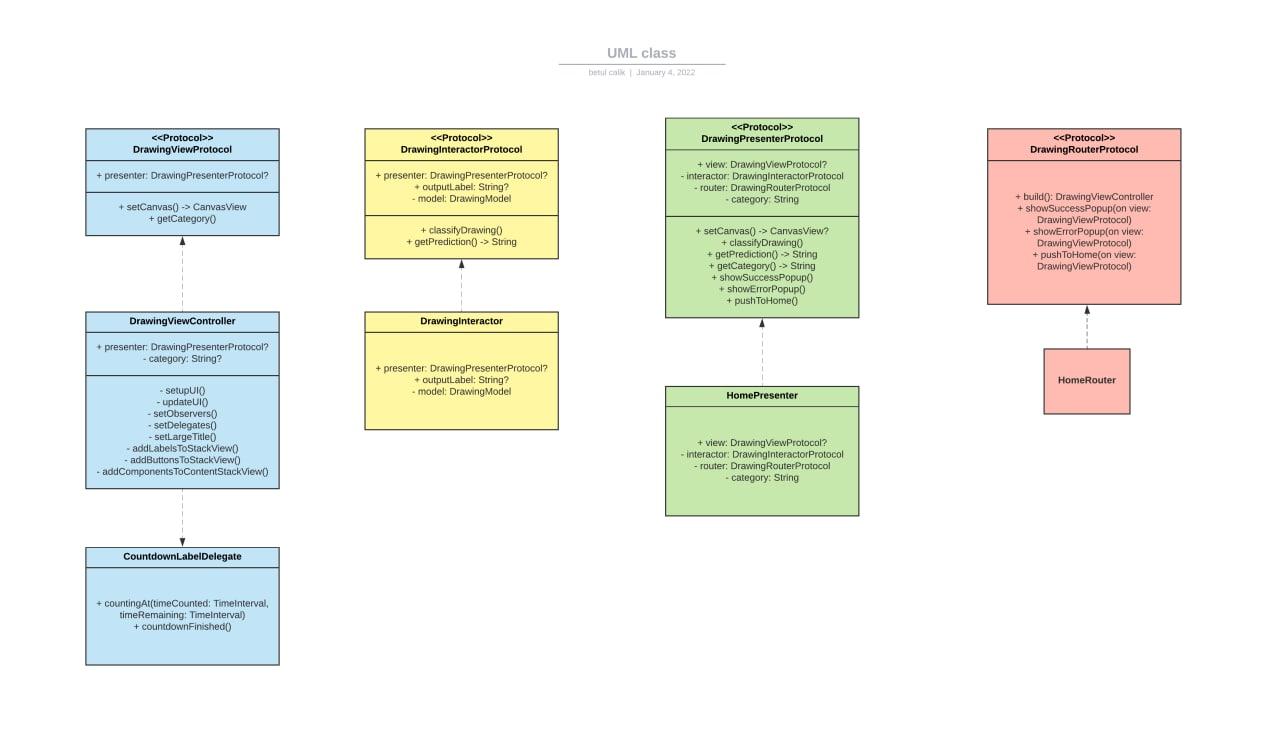 UML class
betul calik | January 4, 2022
<<Protocol>>
DrawingViewProtocol
+ presenter: DrawingPresenterProtocol?
+ setCanvas() -> CanvasView
+ getCategory()
DrawingViewController
+ presenter: DrawingPresenterProtocol?
- category: String?
- setupUI()
- updateUI()
- setObservers()
- setDelegates()
- setLargeTitle()
- addLabelsToStackView()
- addButtonsToStackView()
- addComponentsToContentStackView()
CountdownLabelDelegate
+ countingAt(timeCounted: TimeInterval,
timeRemaining: TimeInterval)
+ countdownFinished()
<<Protocol>>
DrawingInteractorProtocol
+ presenter: DrawingPresenterProtocol?
+ outputLabel: String?
- model: DrawingModel
+ classifyDrawing()
+ getPrediction() -> String
DrawingInteractor
+ presenter: DrawingPresenterProtocol?
+ outputLabel: String?
- model: DrawingModel
<<Protocol>>
DrawingPresenterProtocol
+ view: DrawingViewProtocol?
- interactor: DrawingInteractorProtocol
- router: DrawingRouterProtocol
- category: String
+ setCanvas() -> CanvasView?
+ classifyDrawing()
+ getPrediction() -> String
+ getCategory() -> String
+ showSuccessPopup()
+ showErrorPopup()
+ pushToHome()
HomePresenter
+ view: DrawingViewProtocol?
- interactor: DrawingInteractorProtocol
- router: DrawingRouterProtocol
- category: String
<<Protocol>>
DrawingRouterProtocol
+ build(): DrawingViewController
+ showSuccessPopup(on view:
DrawingViewProtocol)
+ showErrorPopup(on view:
DrawingViewProtocol)
+ pushToHome(on view:
DrawingViewProtocol)
HomeRouter